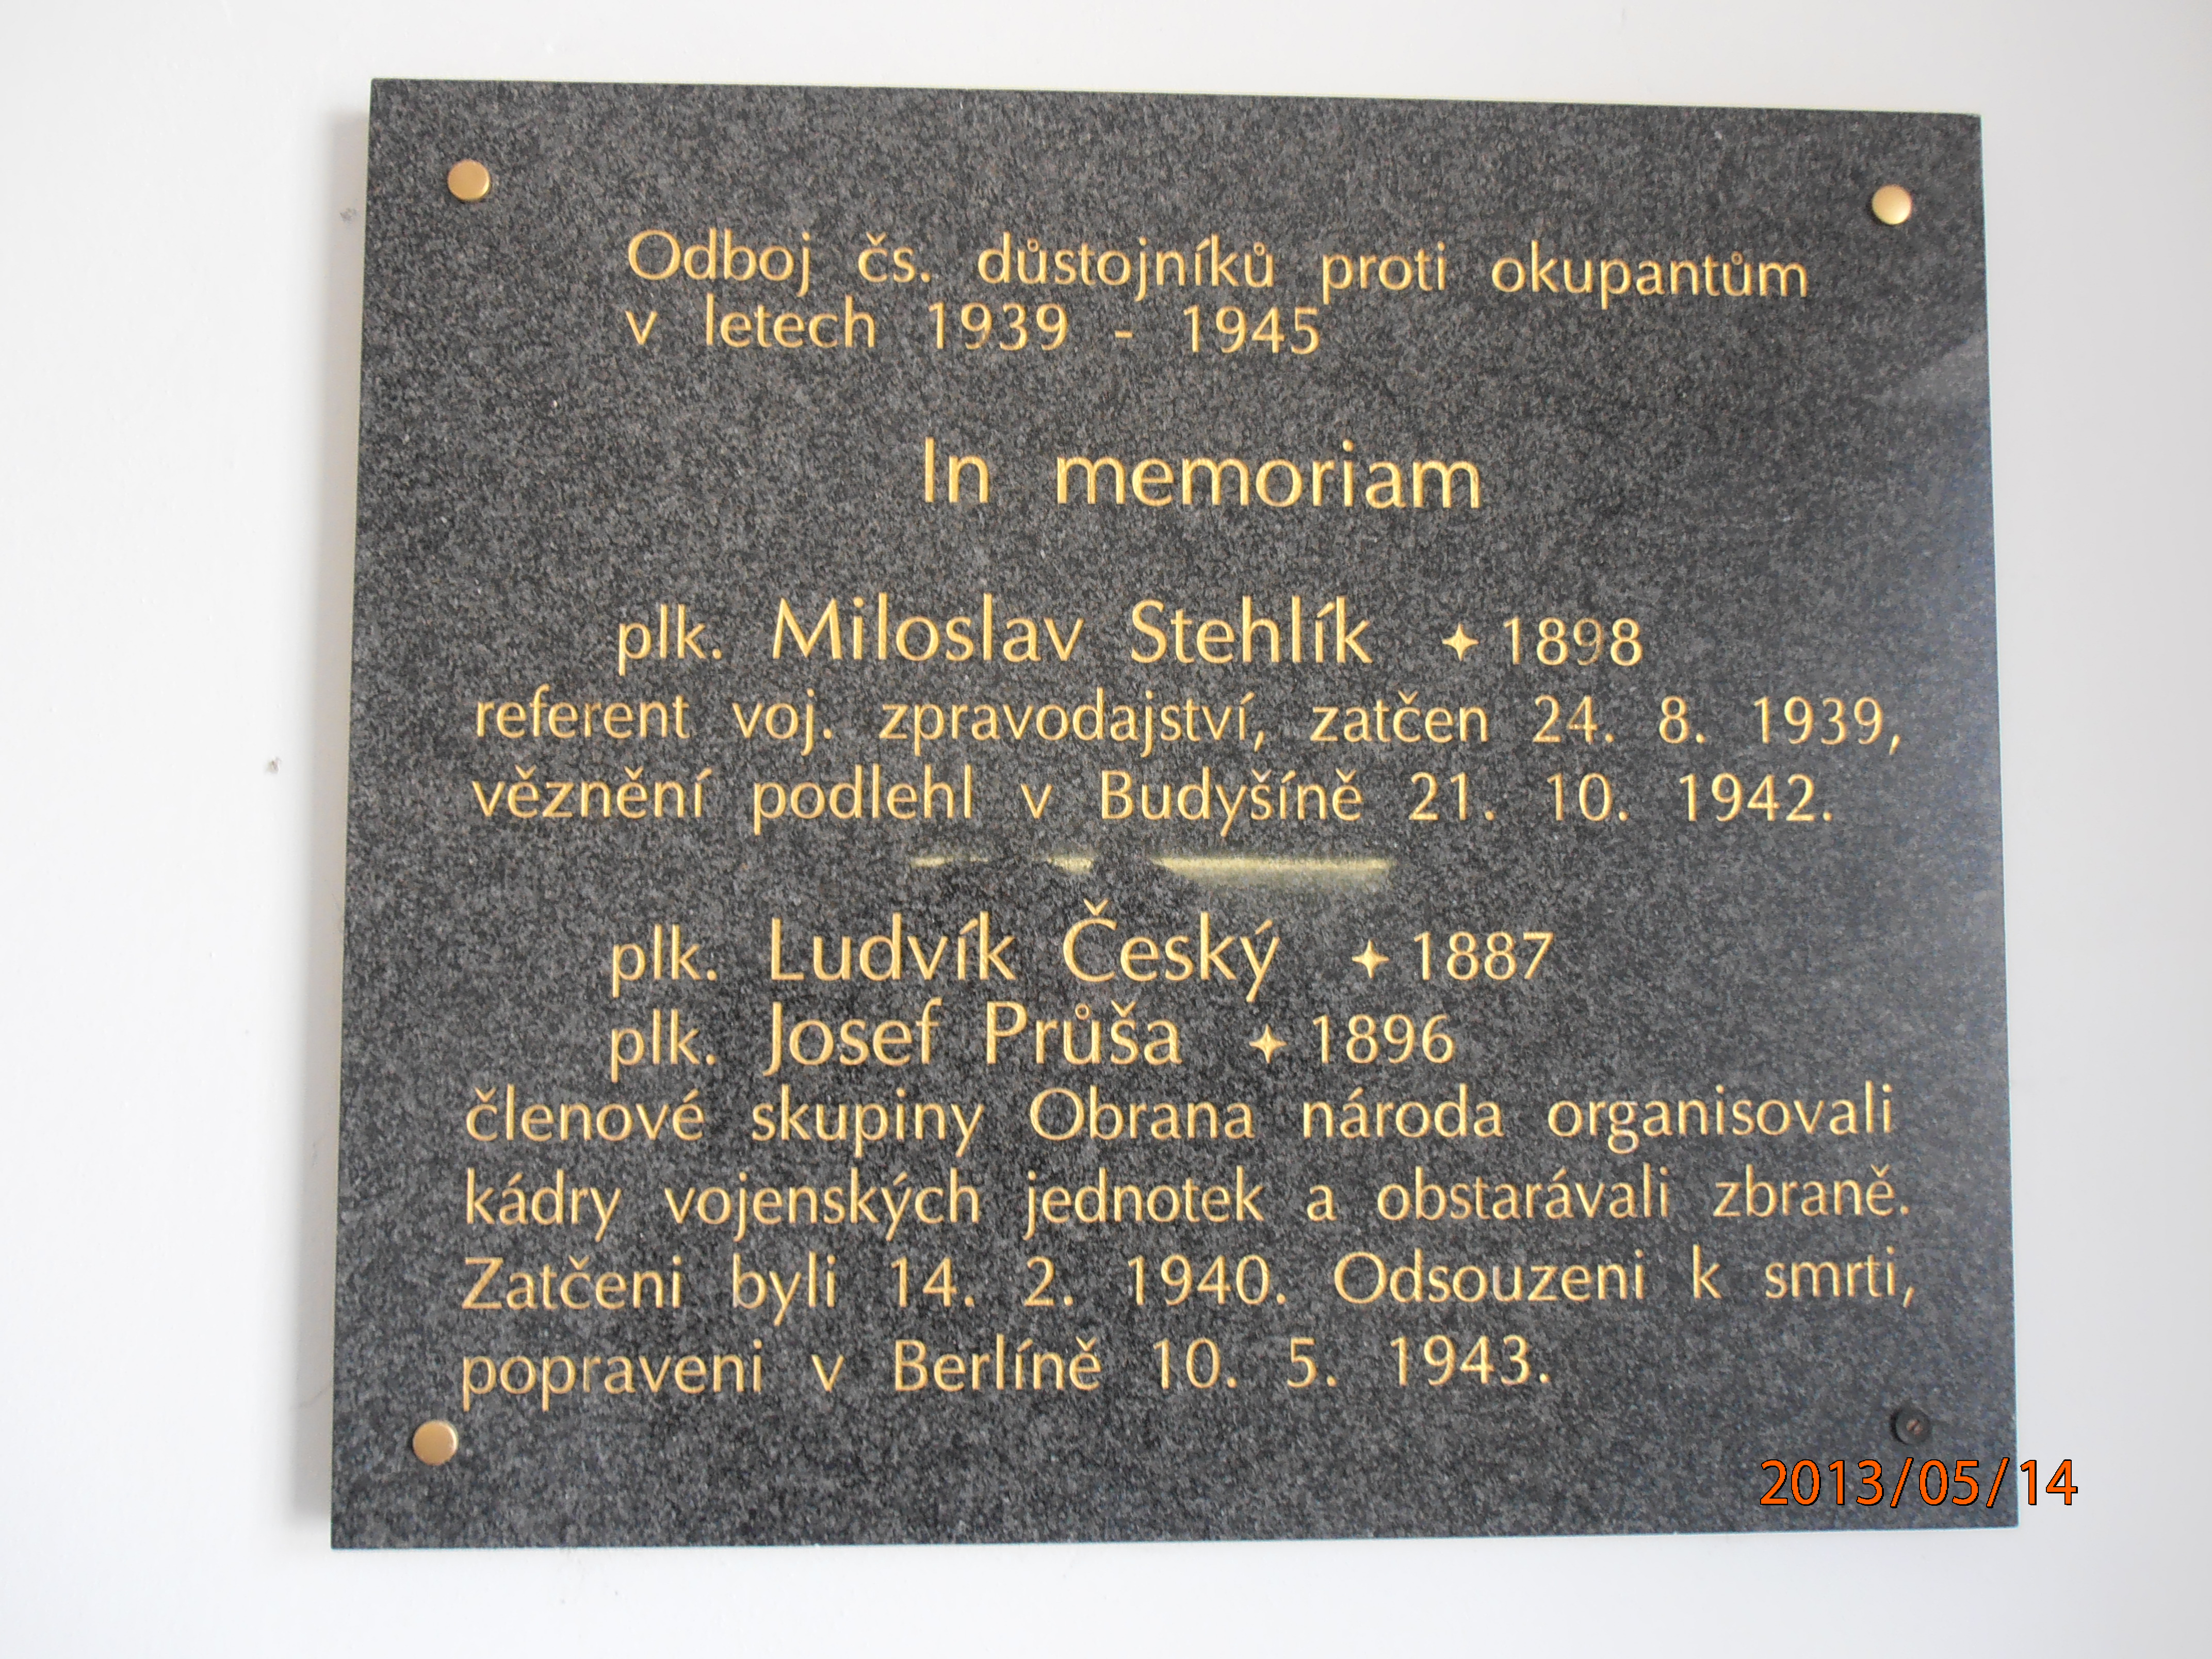 Odboj čs. důstojníků proti okupantům
v letech 1939 - 1945
In memoriam
plk. Miloslav Stehlík ✦ 1898
referent voj. zpravodajství, zatčen 24. 8. 1939,
věznění podlehl v Budyšíně 21. 10. 1942.
plk. Ludvík Český ✦ 1887
plk. Josef Průša ✦ 1896
členové skupiny Obrana národa organisovali
kádry vojenských jednotek a obstarávali zbraně.
Zatčeni byli 14. 2. 1940. Odsouzeni k smrti,
popraveni v Berlíně 10. 5. 1943.
2013/05/14